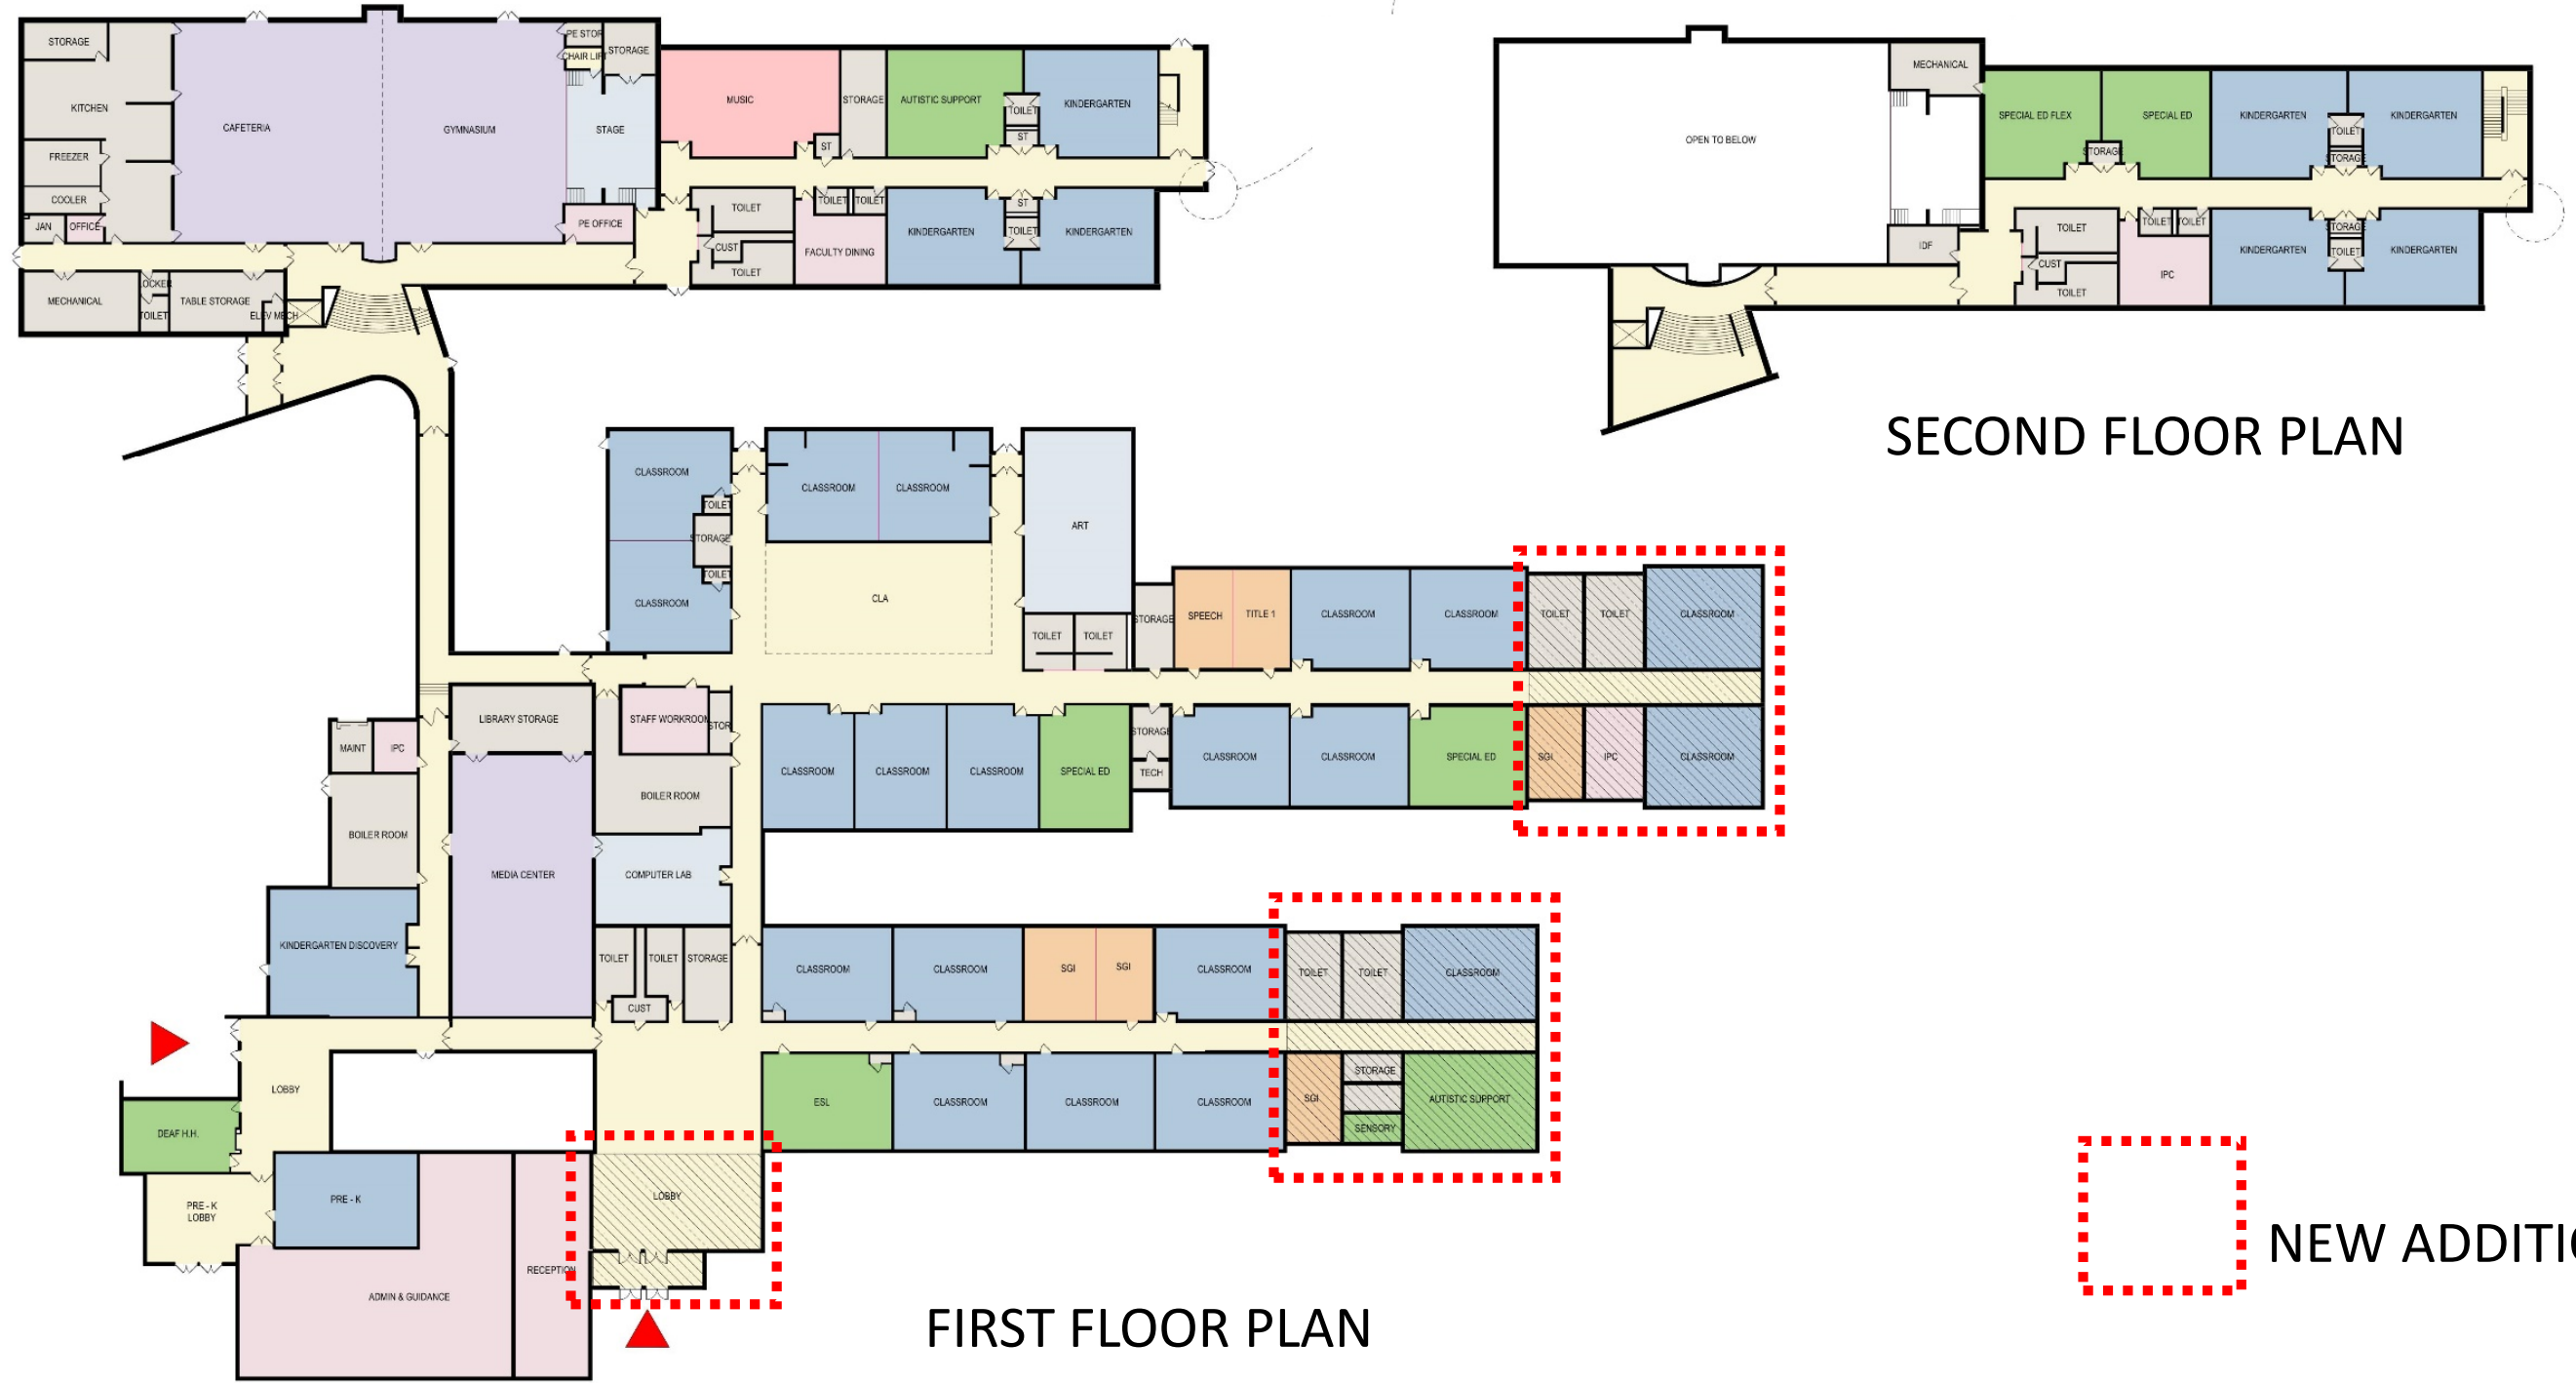 STORAGE
KITCHEN
FREEZER
COOLER
JAN
OFFICE
CAFETERIA
GYMNASIUM
PE STOR
CHAIR LIF
STORAGE
STAGE
PE OFFICE
MUSIC
ST
STORAGE
AUTISTIC SUPPORT
TOILET
ST
KINDERGARTEN
TOILET
CUST
TOILET
TOILET
TOILET
FACULTY DINING
KINDERGARTEN
ST
TOILET
KINDERGARTEN
MECHANICAL
LOCKER
TOILET
TABLE STORAGE
ELEV MECH
OPEN TO BELOW
MECHANICAL
IDF
SPECIAL ED FLEX
STORAGE
SPECIAL ED
KINDERGARTEN
TOILET
STORAGE
KINDERGARTEN
TOILET
CUST
TOILET
TOILET
TOILET
IPC
KINDERGARTEN
STORAGE
TOILET
KINDERGARTEN
SECOND FLOOR PLAN
CLASSROOM
TOILET
STORAGE
TOILET
CLASSROOM
CLASSROOM
CLASSROOM
CLA
ART
TOILET
TOILET
STORAGE
SPEECH
TITLE 1
CLASSROOM
CLASSROOM
TOILET
TOILET
CLASSROOM
LIBRARY STORAGE
STAFF WORKROOM
STOR
MAINT
IPC
BOILER ROOM
BOILER ROOM
CLASSROOM
CLASSROOM
CLASSROOM
SPECIAL ED
STORAGE
TECH
CLASSROOM
CLASSROOM
SPECIAL ED
SGI
IPC
CLASSROOM
MEDIA CENTER
COMPUTER LAB
KINDERGARTEN DISCOVERY
TOILET
TOILET
STORAGE
CUST
CLASSROOM
CLASSROOM
SGI
SGI
CLASSROOM
TOILET
TOILET
CLASSROOM
LOBBY
DEAF H.H.
ESL
CLASSROOM
CLASSROOM
CLASSROOM
SGI
STORAGE
SENSORY
AUTISTIC SUPPORT
PRE - K
LOBBY
PRE - K
LOBBY
RECEPTION
ADMIN & GUIDANCE
FIRST FLOOR PLAN
NEW ADDITI